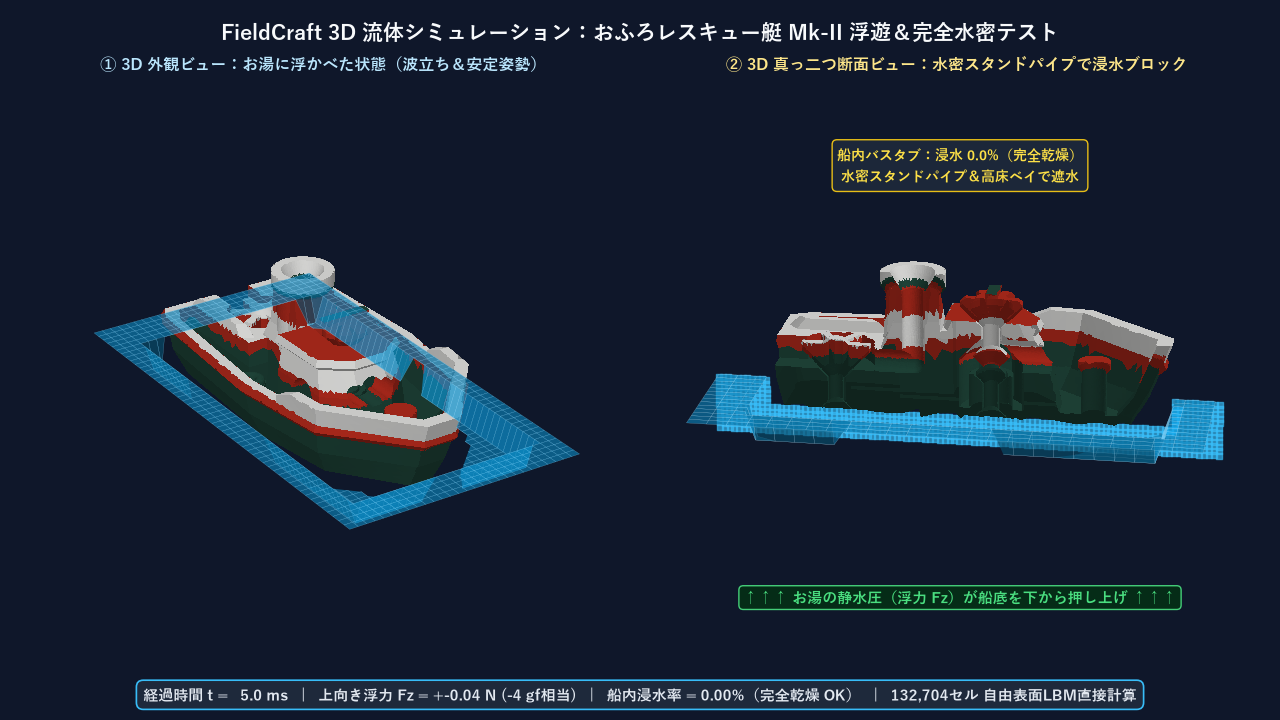 FieldCraft 3D 流体シミュレーション：おふろレスキュー艇 Mk-II 浮遊＆完全水密テスト
① 3D 外観ビュー：お湯に浮かべた状態（波立ち＆安定姿勢）
② 3D 真っ二つ断面ビュー：水密スタンドパイプで浸水ブロック
船内バスタブ：浸水 0.0%（完全乾燥）
水密スタンドパイプ＆高床ベイで遮水
↑ ↑ ↑ お湯の静水圧（浮力 Fz）が船底を下から押し上げ ↑ ↑ ↑
経過時間 t = 5.0 ms ｜ 上向き浮力 Fz = +-0.04 N (-4 gf相当) ｜ 船内浸水率 = 0.00%（完全乾燥 OK） ｜ 132,704セル 自由表面LBM直接計算